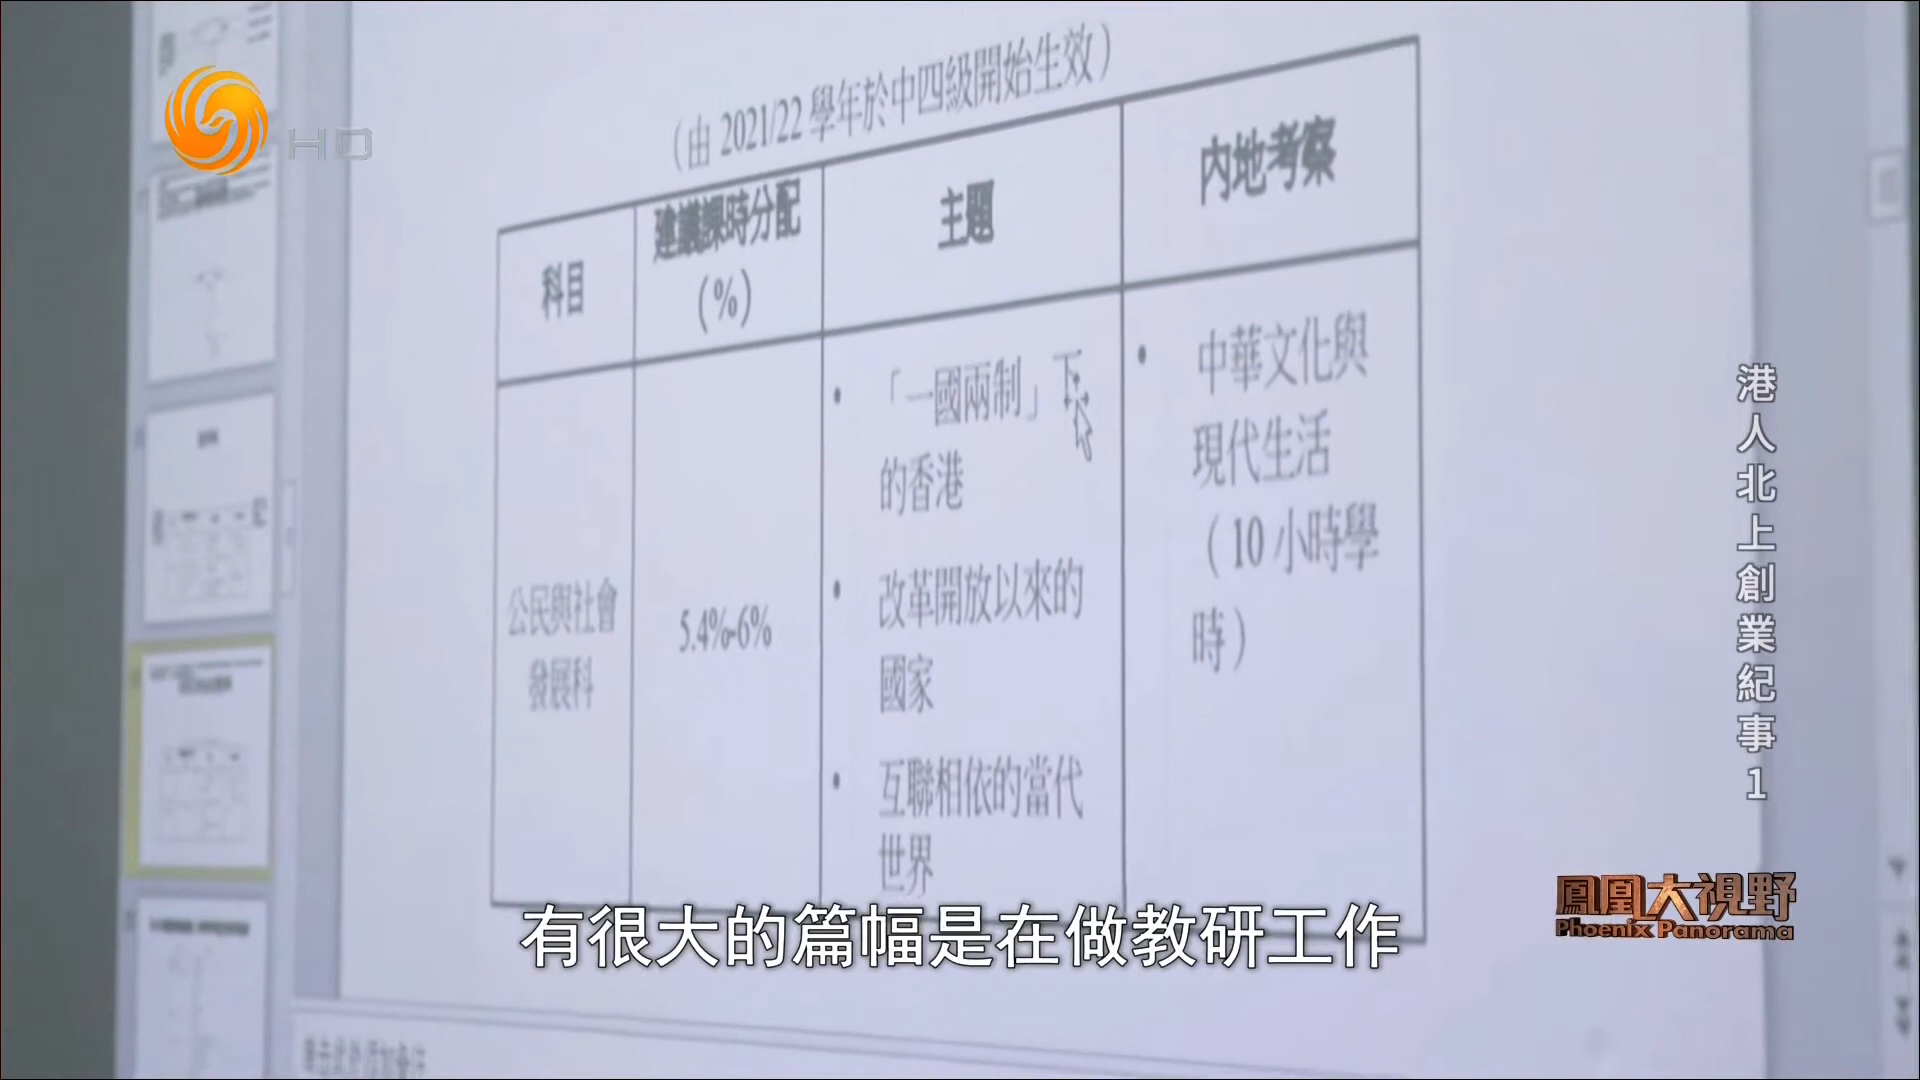 （由 2021/22 學年於中四級開始生效）
HD
科目
建議課時分配
（%）
主題
內地考察
公民與社會
發展科
5.4%-6%
• 「一國兩制」下
的香港
• 改革開放以來的
國家
• 互聯相依的當代
世界
• 中華文化與
現代生活
（10 小時學
時）
港人北上創業紀事1
鳳凰大視野
Phoenix Panorama
有很大的篇幅是在做教研工作